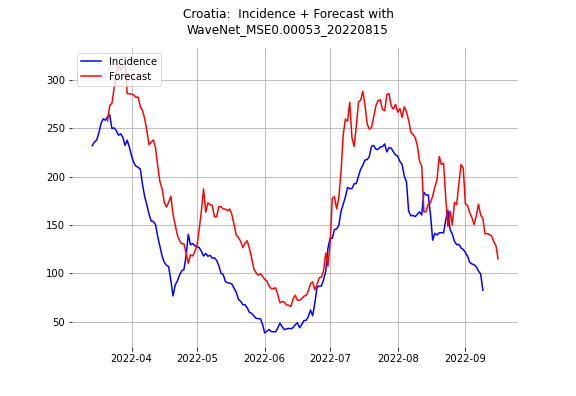 Croatia:  Incidence + Forecast with
WaveNet_MSE0.00053_20220815
Incidence
Forecast
300
250
200
150
100
50
2022-04 2022-05 2022-06 2022-07 2022-08 2022-09